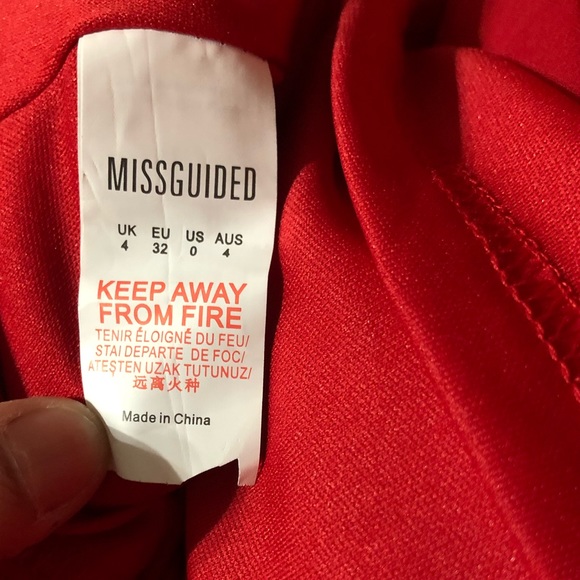 MISSGUIDED
UK EU US AUS
4 32 0 4
KEEP AWAY
FROM FIRE
TENIR ÉLOIGNÉ DU FEU/
STAI DEPARTE DE FOC/
ATEŞTEN UZAK TUTUNUZ/
远离火种
Made in China